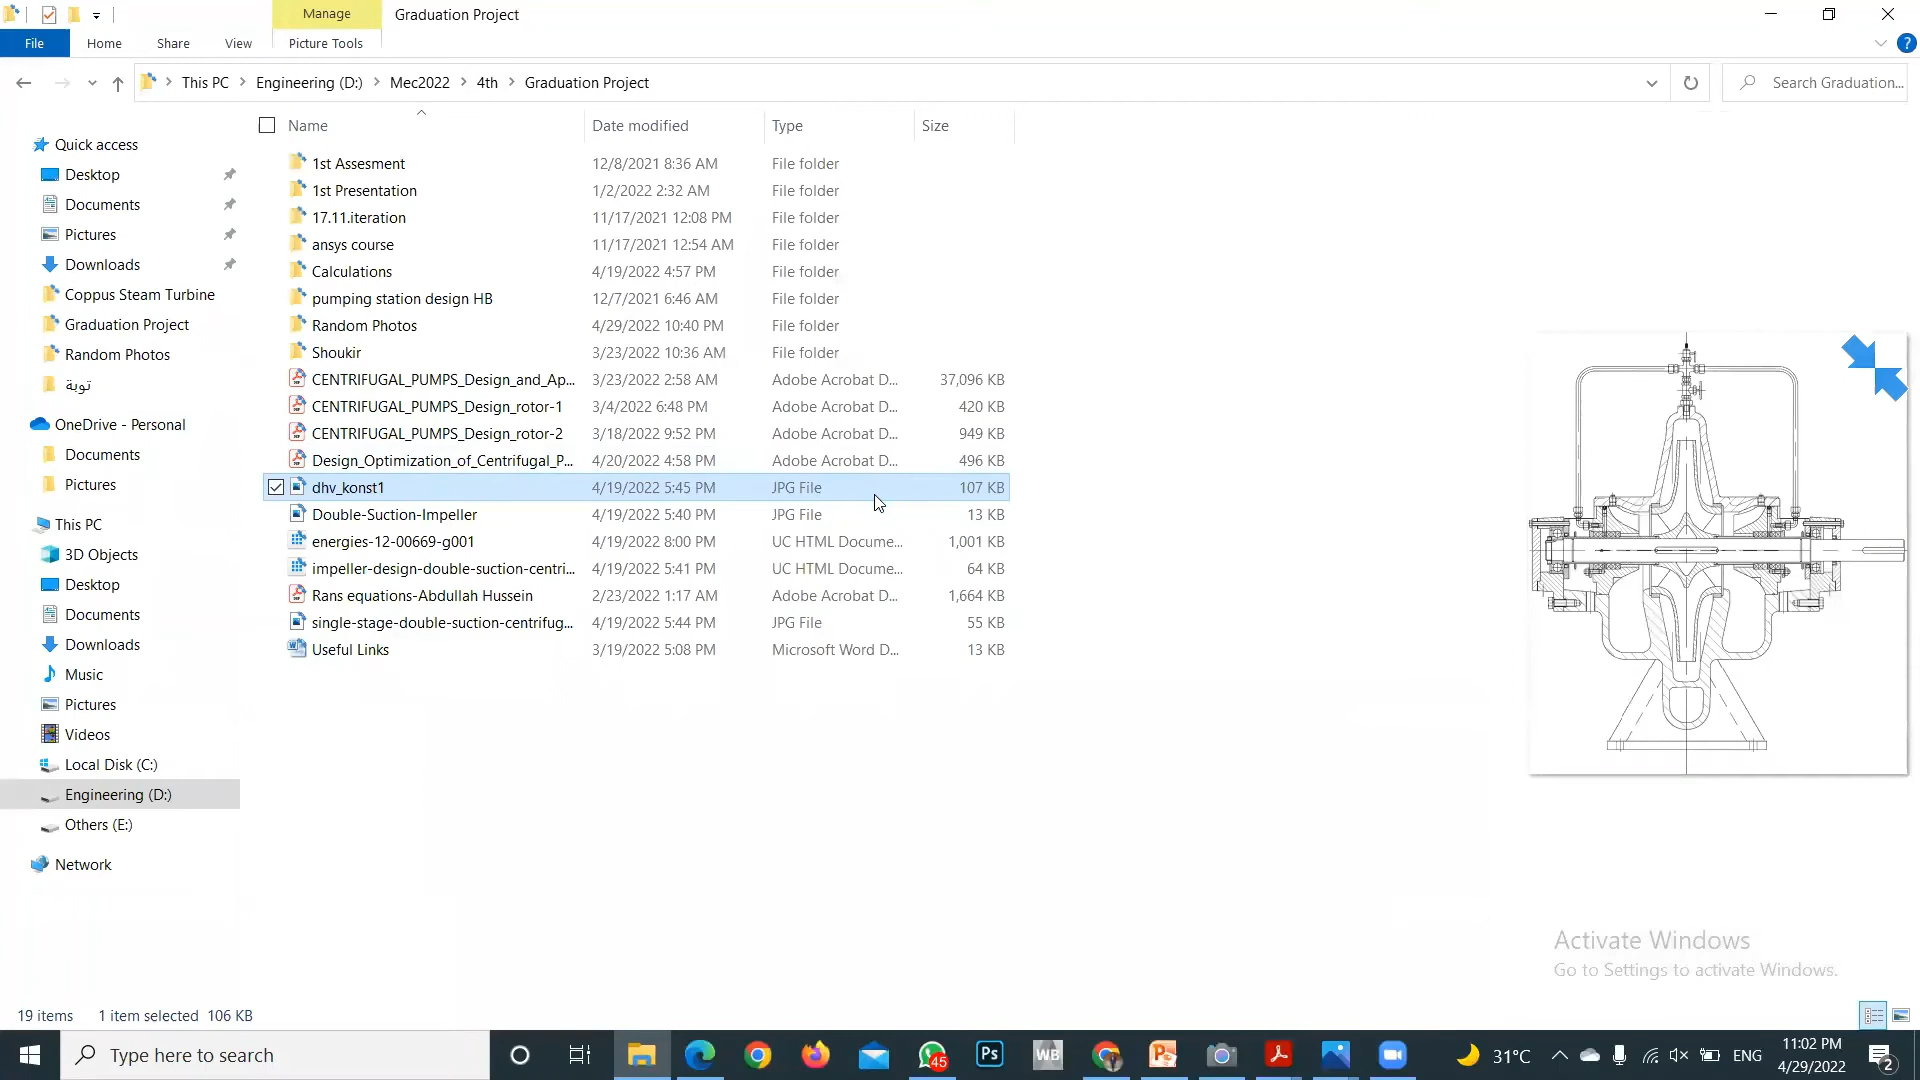 Manage
Graduation Project
File
Home
Share
View
Picture Tools
This PC
Engineering (D:)
Mec2022
4th
Graduation Project
Search Graduation...
Name
Date modified
Type
Size
Quick access
Desktop
Documents
Pictures
Downloads
Coppus Steam Turbine
Graduation Project
Random Photos
توبة
OneDrive - Personal
Documents
Pictures
This PC
3D Objects
Desktop
Documents
Downloads
Music
Pictures
Videos
Local Disk (C:)
Engineering (D:)
Others (E:)
Network
1st Assesment 12/8/2021 8:36 AM File folder
1st Presentation 1/2/2022 2:32 AM File folder
17.11.iteration 11/17/2021 12:08 PM File folder
ansys course 11/17/2021 12:54 AM File folder
Calculations 4/19/2022 4:57 PM File folder
pumping station design HB 12/7/2021 6:46 AM File folder
Random Photos 4/29/2022 10:40 PM File folder
Shoukir 3/23/2022 10:36 AM File folder
CENTRIFUGAL_PUMPS_Design_and_Ap... 3/23/2022 2:58 AM Adobe Acrobat D... 37,096 KB
CENTRIFUGAL_PUMPS_Design_rotor-1 3/4/2022 6:48 PM Adobe Acrobat D... 420 KB
CENTRIFUGAL_PUMPS_Design_rotor-2 3/18/2022 9:52 PM Adobe Acrobat D... 949 KB
Design_Optimization_of_Centrifugal_P... 4/20/2022 4:58 PM Adobe Acrobat D... 496 KB
dhv_konst1 4/19/2022 5:45 PM JPG File 107 KB
Double-Suction-Impeller 4/19/2022 5:40 PM JPG File 13 KB
energies-12-00669-g001 4/19/2022 8:00 PM UC HTML Docume... 1,001 KB
impeller-design-double-suction-centri... 4/19/2022 5:41 PM UC HTML Docume... 64 KB
Rans equations-Abdullah Hussein 2/23/2022 1:17 AM Adobe Acrobat D... 1,664 KB
single-stage-double-suction-centrifug... 4/19/2022 5:44 PM JPG File 55 KB
Useful Links 3/19/2022 5:08 PM Microsoft Word D... 13 KB
Activate Windows
Go to Settings to activate Windows.
19 items 1 item selected 106 KB
Type here to search
45
Ps
WB
31°C
ENG
11:02 PM
4/29/2022
2